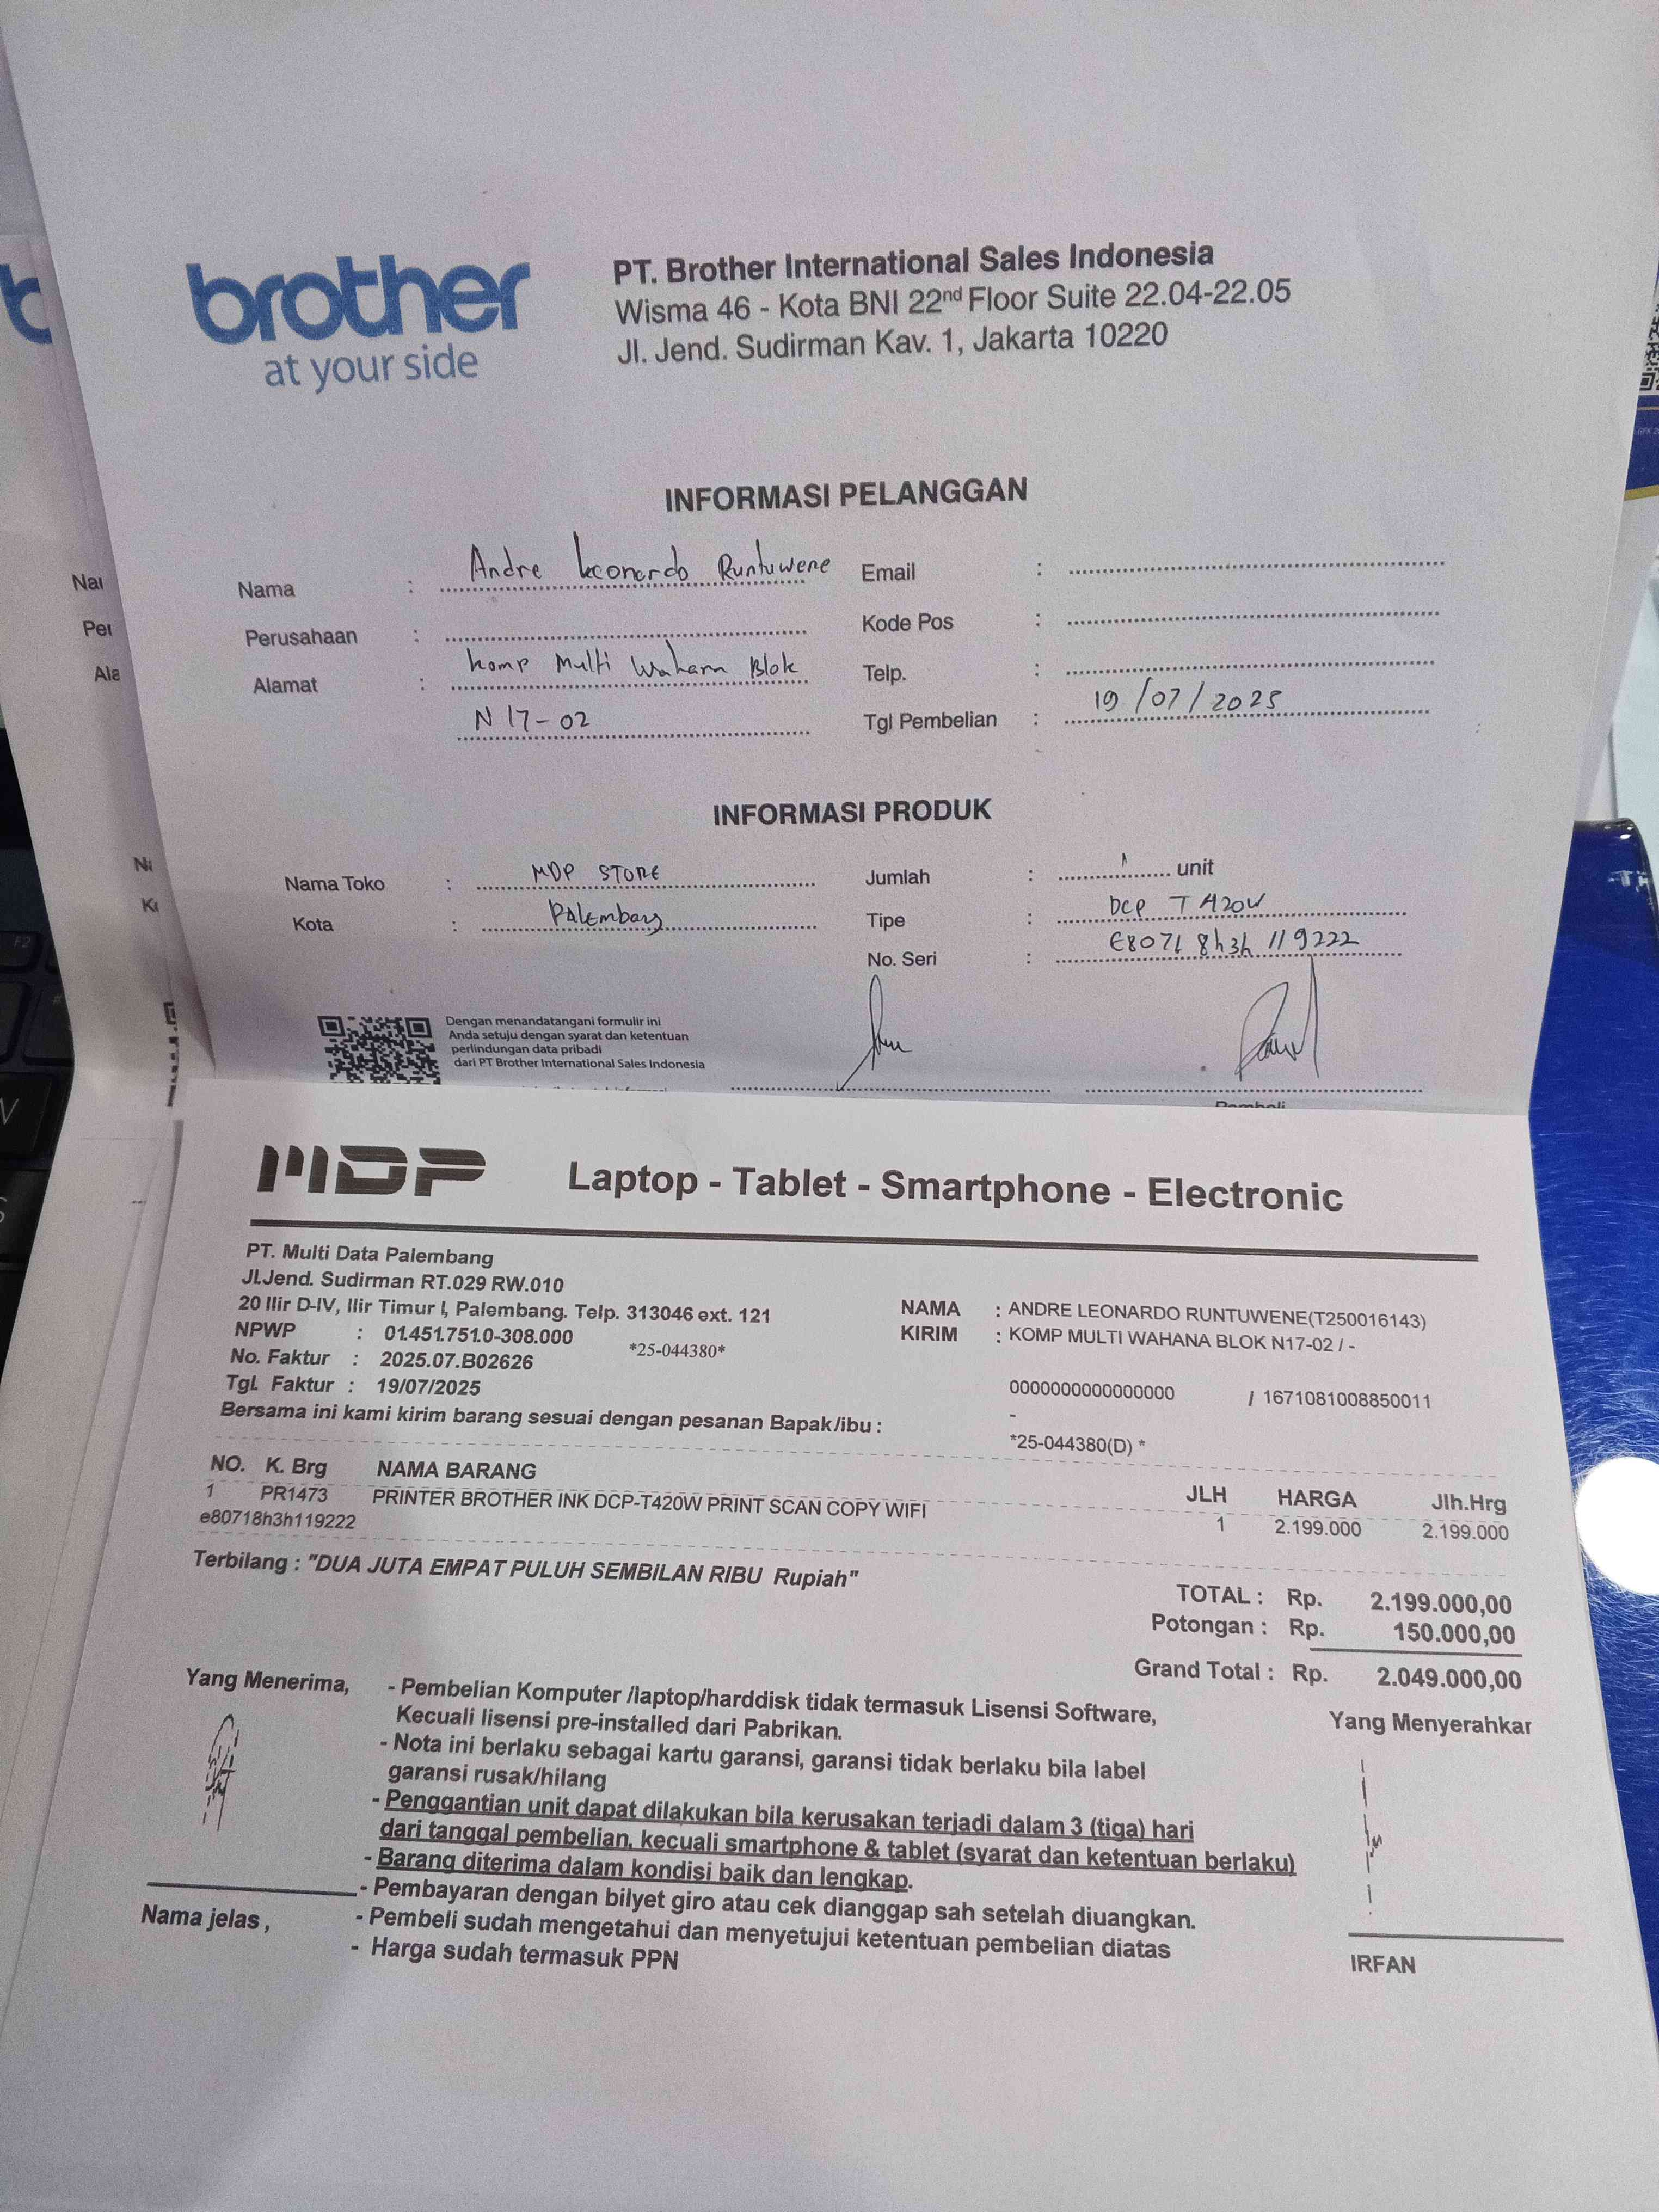 brother
at your side
PT. Brother International Sales Indonesia
Wisma 46 - Kota BNI 22nd Floor Suite 22.04-22.05
Jl. Jend. Sudirman Kav. 1, Jakarta 10220
INFORMASI PELANGGAN
Nama : Andre Leonardo Runtuwene
Perusahaan :
Alamat : komp Multi Wahana Blok
N 17-02
Email :
Kode Pos :
Telp. :
Tgl Pembelian : 19/07/2025
INFORMASI PRODUK
Nama Toko : MDP STORE
Kota : PALembang
Jumlah : 1 unit
Tipe : DCP T420W
No. Seri : E80718h3h119222
Dengan menandatangani formulir ini
Anda setuju dengan syarat dan ketentuan
perlindungan data pribadi
dari PT Brother International Sales Indonesia
Pembeli
MDP Laptop - Tablet - Smartphone - Electronic
PT. Multi Data Palembang
Jl.Jend. Sudirman RT.029 RW.010
20 Ilir D-IV, Ilir Timur I, Palembang. Telp. 313046 ext. 121
NPWP : 01.451.751.0-308.000
*25-044380*
No. Faktur : 2025.07.B02626
Tgl. Faktur : 19/07/2025
Bersama ini kami kirim barang sesuai dengan pesanan Bapak/ibu :
NAMA : ANDRE LEONARDO RUNTUWENE(T250016143)
KIRIM : KOMP MULTI WAHANA BLOK N17-02 / -
0000000000000000 / 1671081008850011
-
*25-044380(D) *
NO. K. Brg NAMA BARANG JLH HARGA Jlh.Hrg
1 PR1473 PRINTER BROTHER INK DCP-T420W PRINT SCAN COPY WIFI 1 2.199.000 2.199.000
e80718h3h119222
Terbilang : "DUA JUTA EMPAT PULUH SEMBILAN RIBU Rupiah"
TOTAL : Rp. 2.199.000,00
Potongan : Rp. 150.000,00
Grand Total : Rp. 2.049.000,00
Yang Menerima,
- Pembelian Komputer /laptop/harddisk tidak termasuk Lisensi Software,
Kecuali lisensi pre-installed dari Pabrikan.
- Nota ini berlaku sebagai kartu garansi, garansi tidak berlaku bila label
garansi rusak/hilang
- Penggantian unit dapat dilakukan bila kerusakan terjadi dalam 3 (tiga) hari
dari tanggal pembelian, kecuali smartphone & tablet (syarat dan ketentuan berlaku)
- Barang diterima dalam kondisi baik dan lengkap.
- Pembayaran dengan bilyet giro atau cek dianggap sah setelah diuangkan.
- Pembeli sudah mengetahui dan menyetujui ketentuan pembelian diatas
- Harga sudah termasuk PPN
Yang Menyerahkar
Nama jelas ,
IRFAN